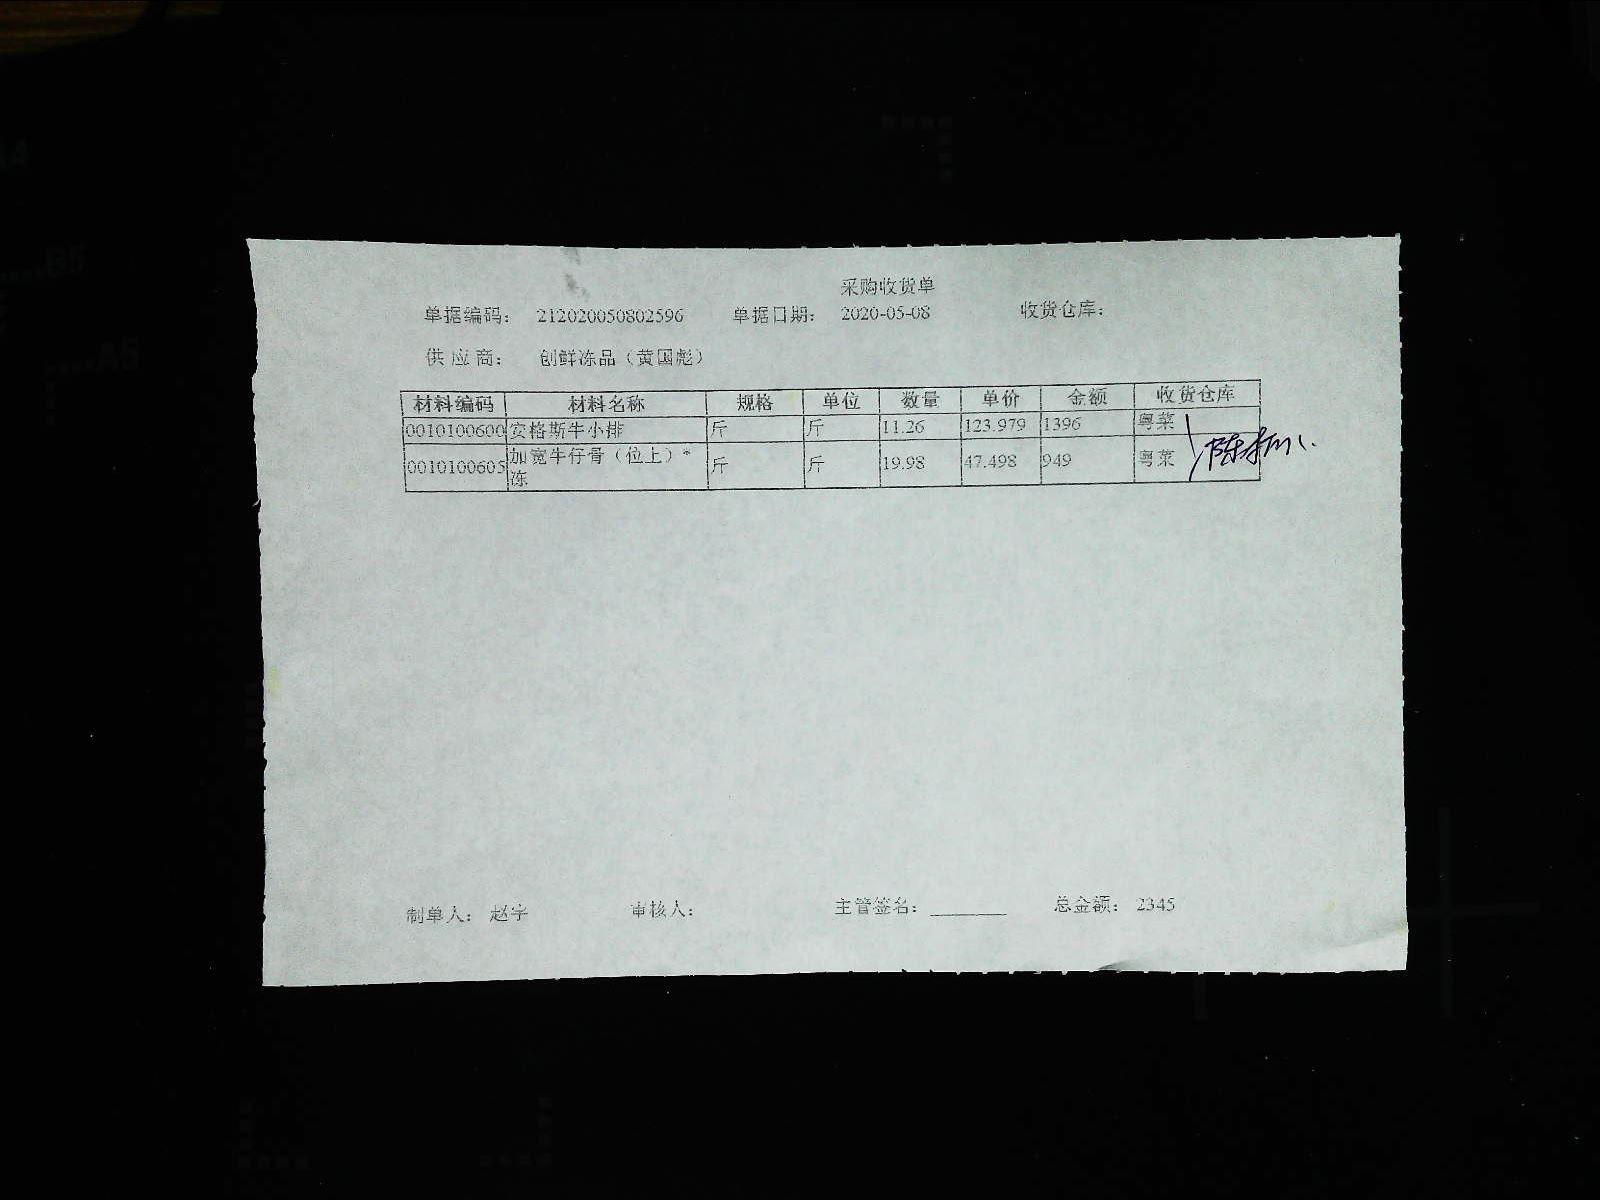 采购收货单
单据编码： 212020050802596 单据日期： 2020-05-08 收货仓库：
供应商： 创鲜冻品（黄国彪）
材料编码 材料名称 规格 单位 数量 单价 金额 收货仓库
0010100600 安格斯牛小排 斤 斤 11.26 123.979 1396 粤菜
0010100605 加宽牛仔骨（位上）* 斤 斤 19.98 47.498 949 粤菜
冻
制单人： 赵宇 审核人： 主管签名： ________ 总金额： 2345